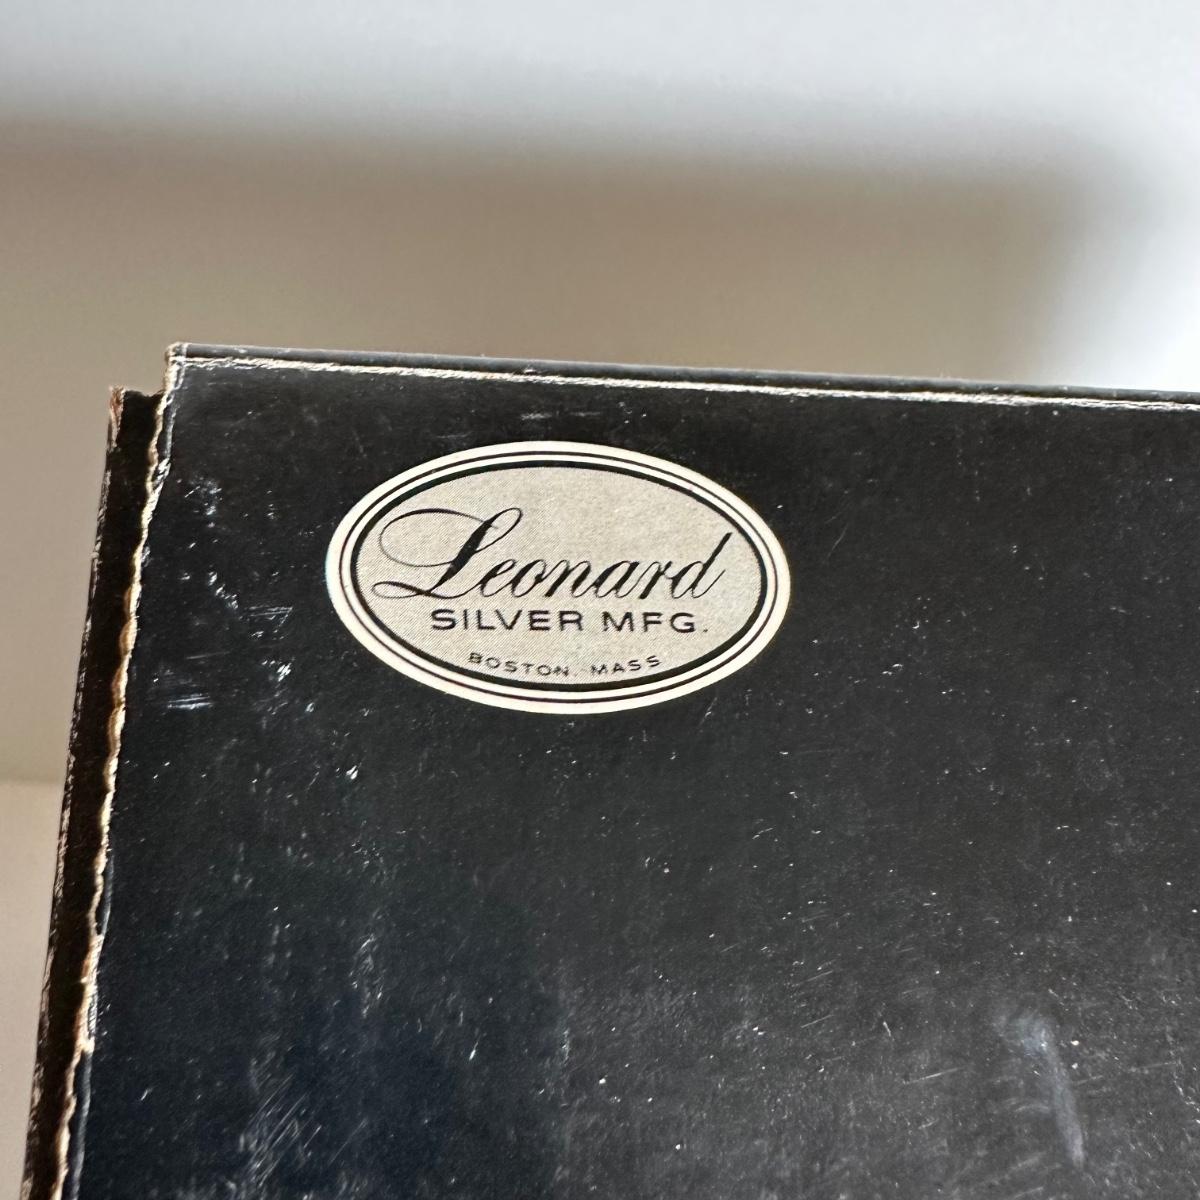 Leonard
SILVER MFG.
BOSTON, MASS